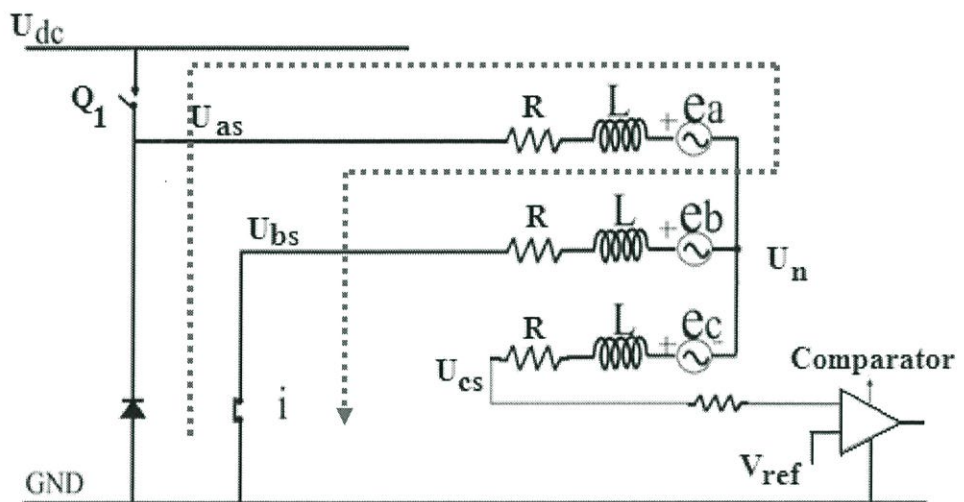 Udc
Q1
Uas
R
L
+
ea
Ubs
R
L
+
eb
Un
R
L
+
ec
-
Ucs
Comparator
i
Vref
GND